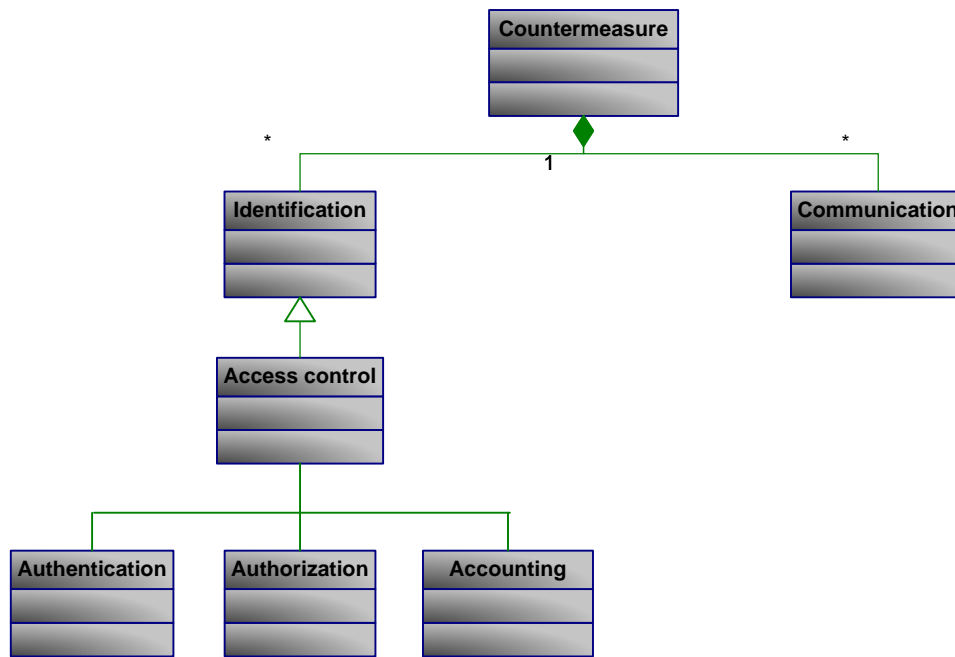 Countermeasure
*
*
1
Identification
Communication
Access control
Authentication
Authorization
Accounting